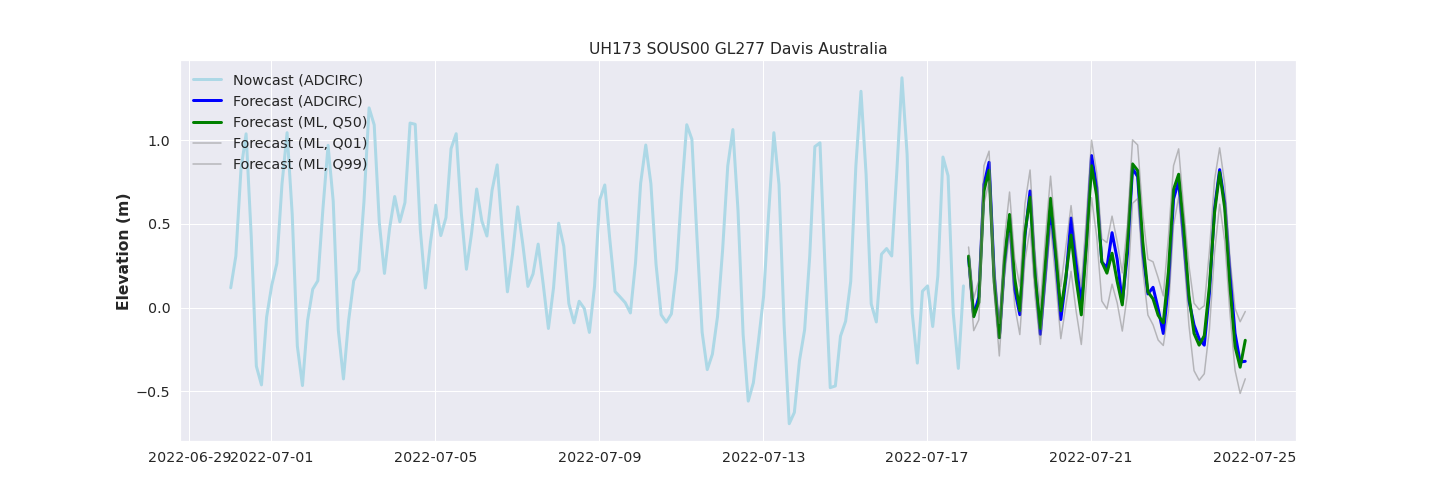 UH173 SOUS00 GL277 Davis Australia
Nowcast (ADCIRC)
Forecast (ADCIRC)
Forecast (ML, Q50)
Forecast (ML, Q01)
Forecast (ML, Q99)
Elevation (m)
1.0
0.5
0.0
−0.5
2022-06-29 2022-07-01 2022-07-05 2022-07-09 2022-07-13 2022-07-17 2022-07-21 2022-07-25